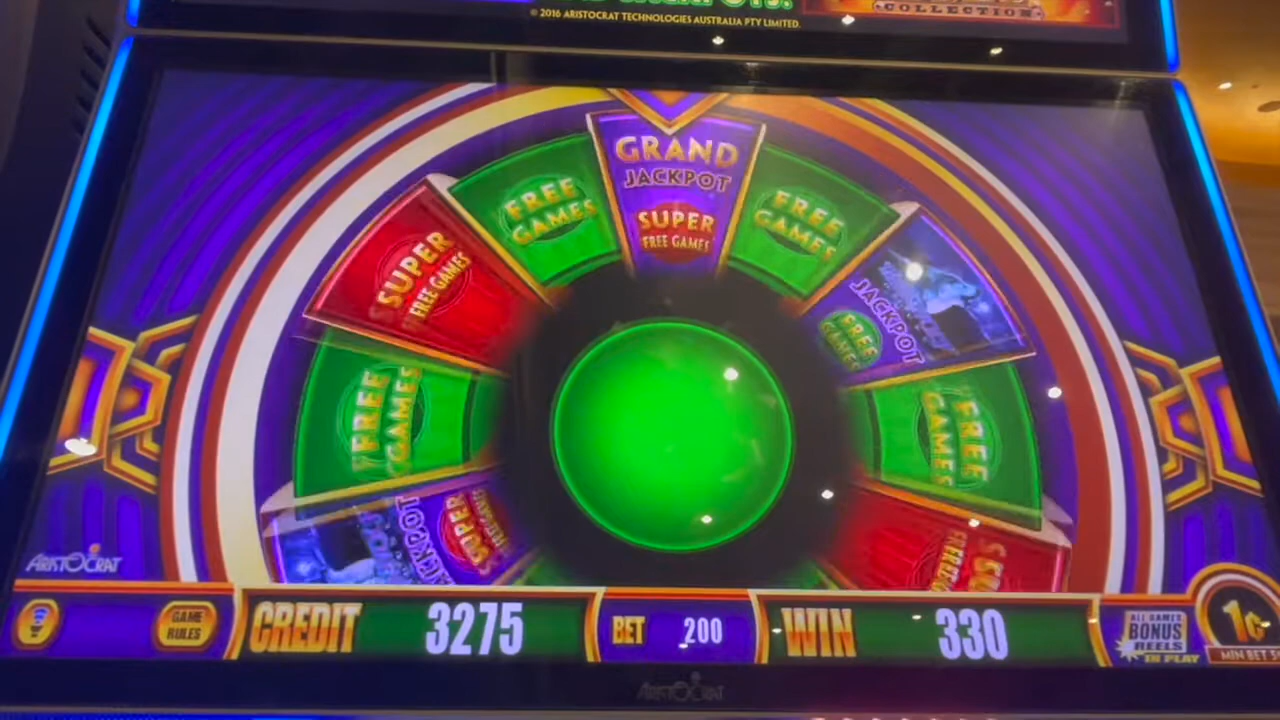 © 2016 ARISTOCRAT TECHNOLOGIES AUSTRALIA PTY LIMITED.
COLLECTION
GRAND
JACKPOT
SUPER
FREE GAMES
FREE
GAMES
FREE
GAMES
SUPER
FREE GAMES
JACKPOT
FREE
GAMES
FREE
GAMES
FREE
GAMES
JACKPOT
SUPER
ARISTOCRAT
GAME
RULES
CREDIT 3275
BET 200
WIN 330
ALL GAMES
BONUS
REELS
IN PLAY
1¢
MIN BET
ARISTOCRAT